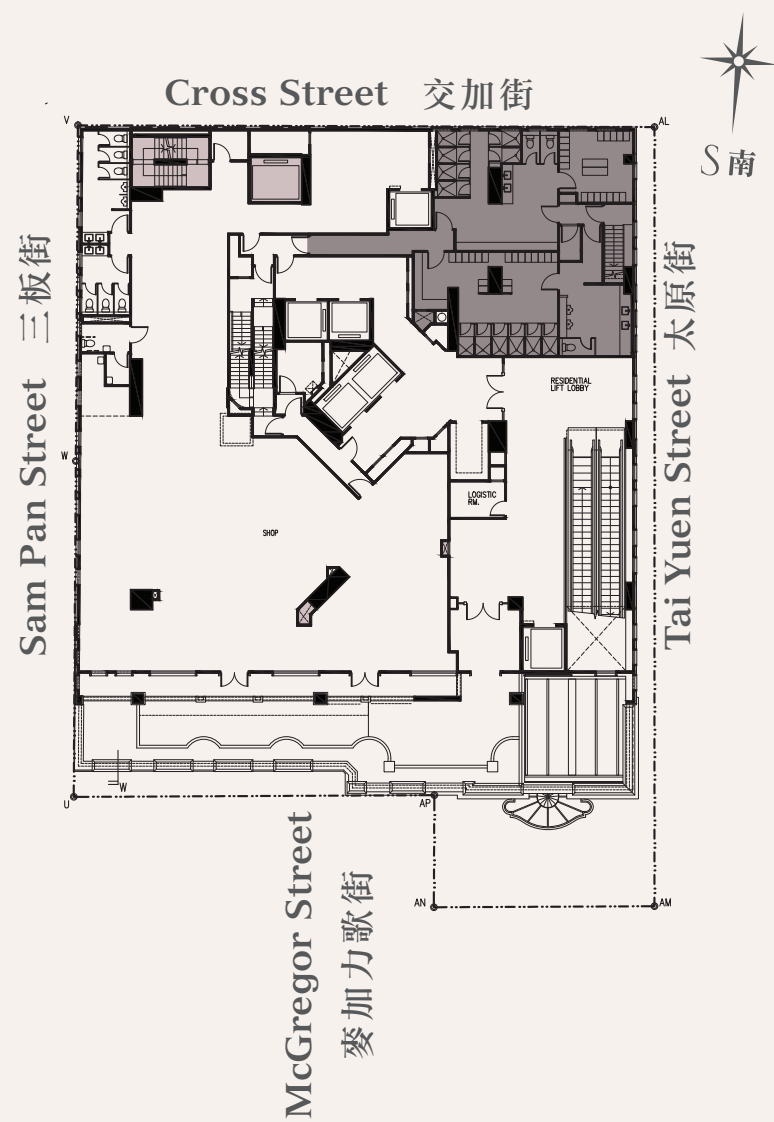 Cross Street 交加街
S南
V
AL
Sam Pan Street 三板街
Tai Yuen Street 太原街
RESIDENTIAL
LIFT LOBBY
W
LOGISTIC
RM.
SHOP
W
U
AP
AN
AM
McGregor Street
麥加力歌街